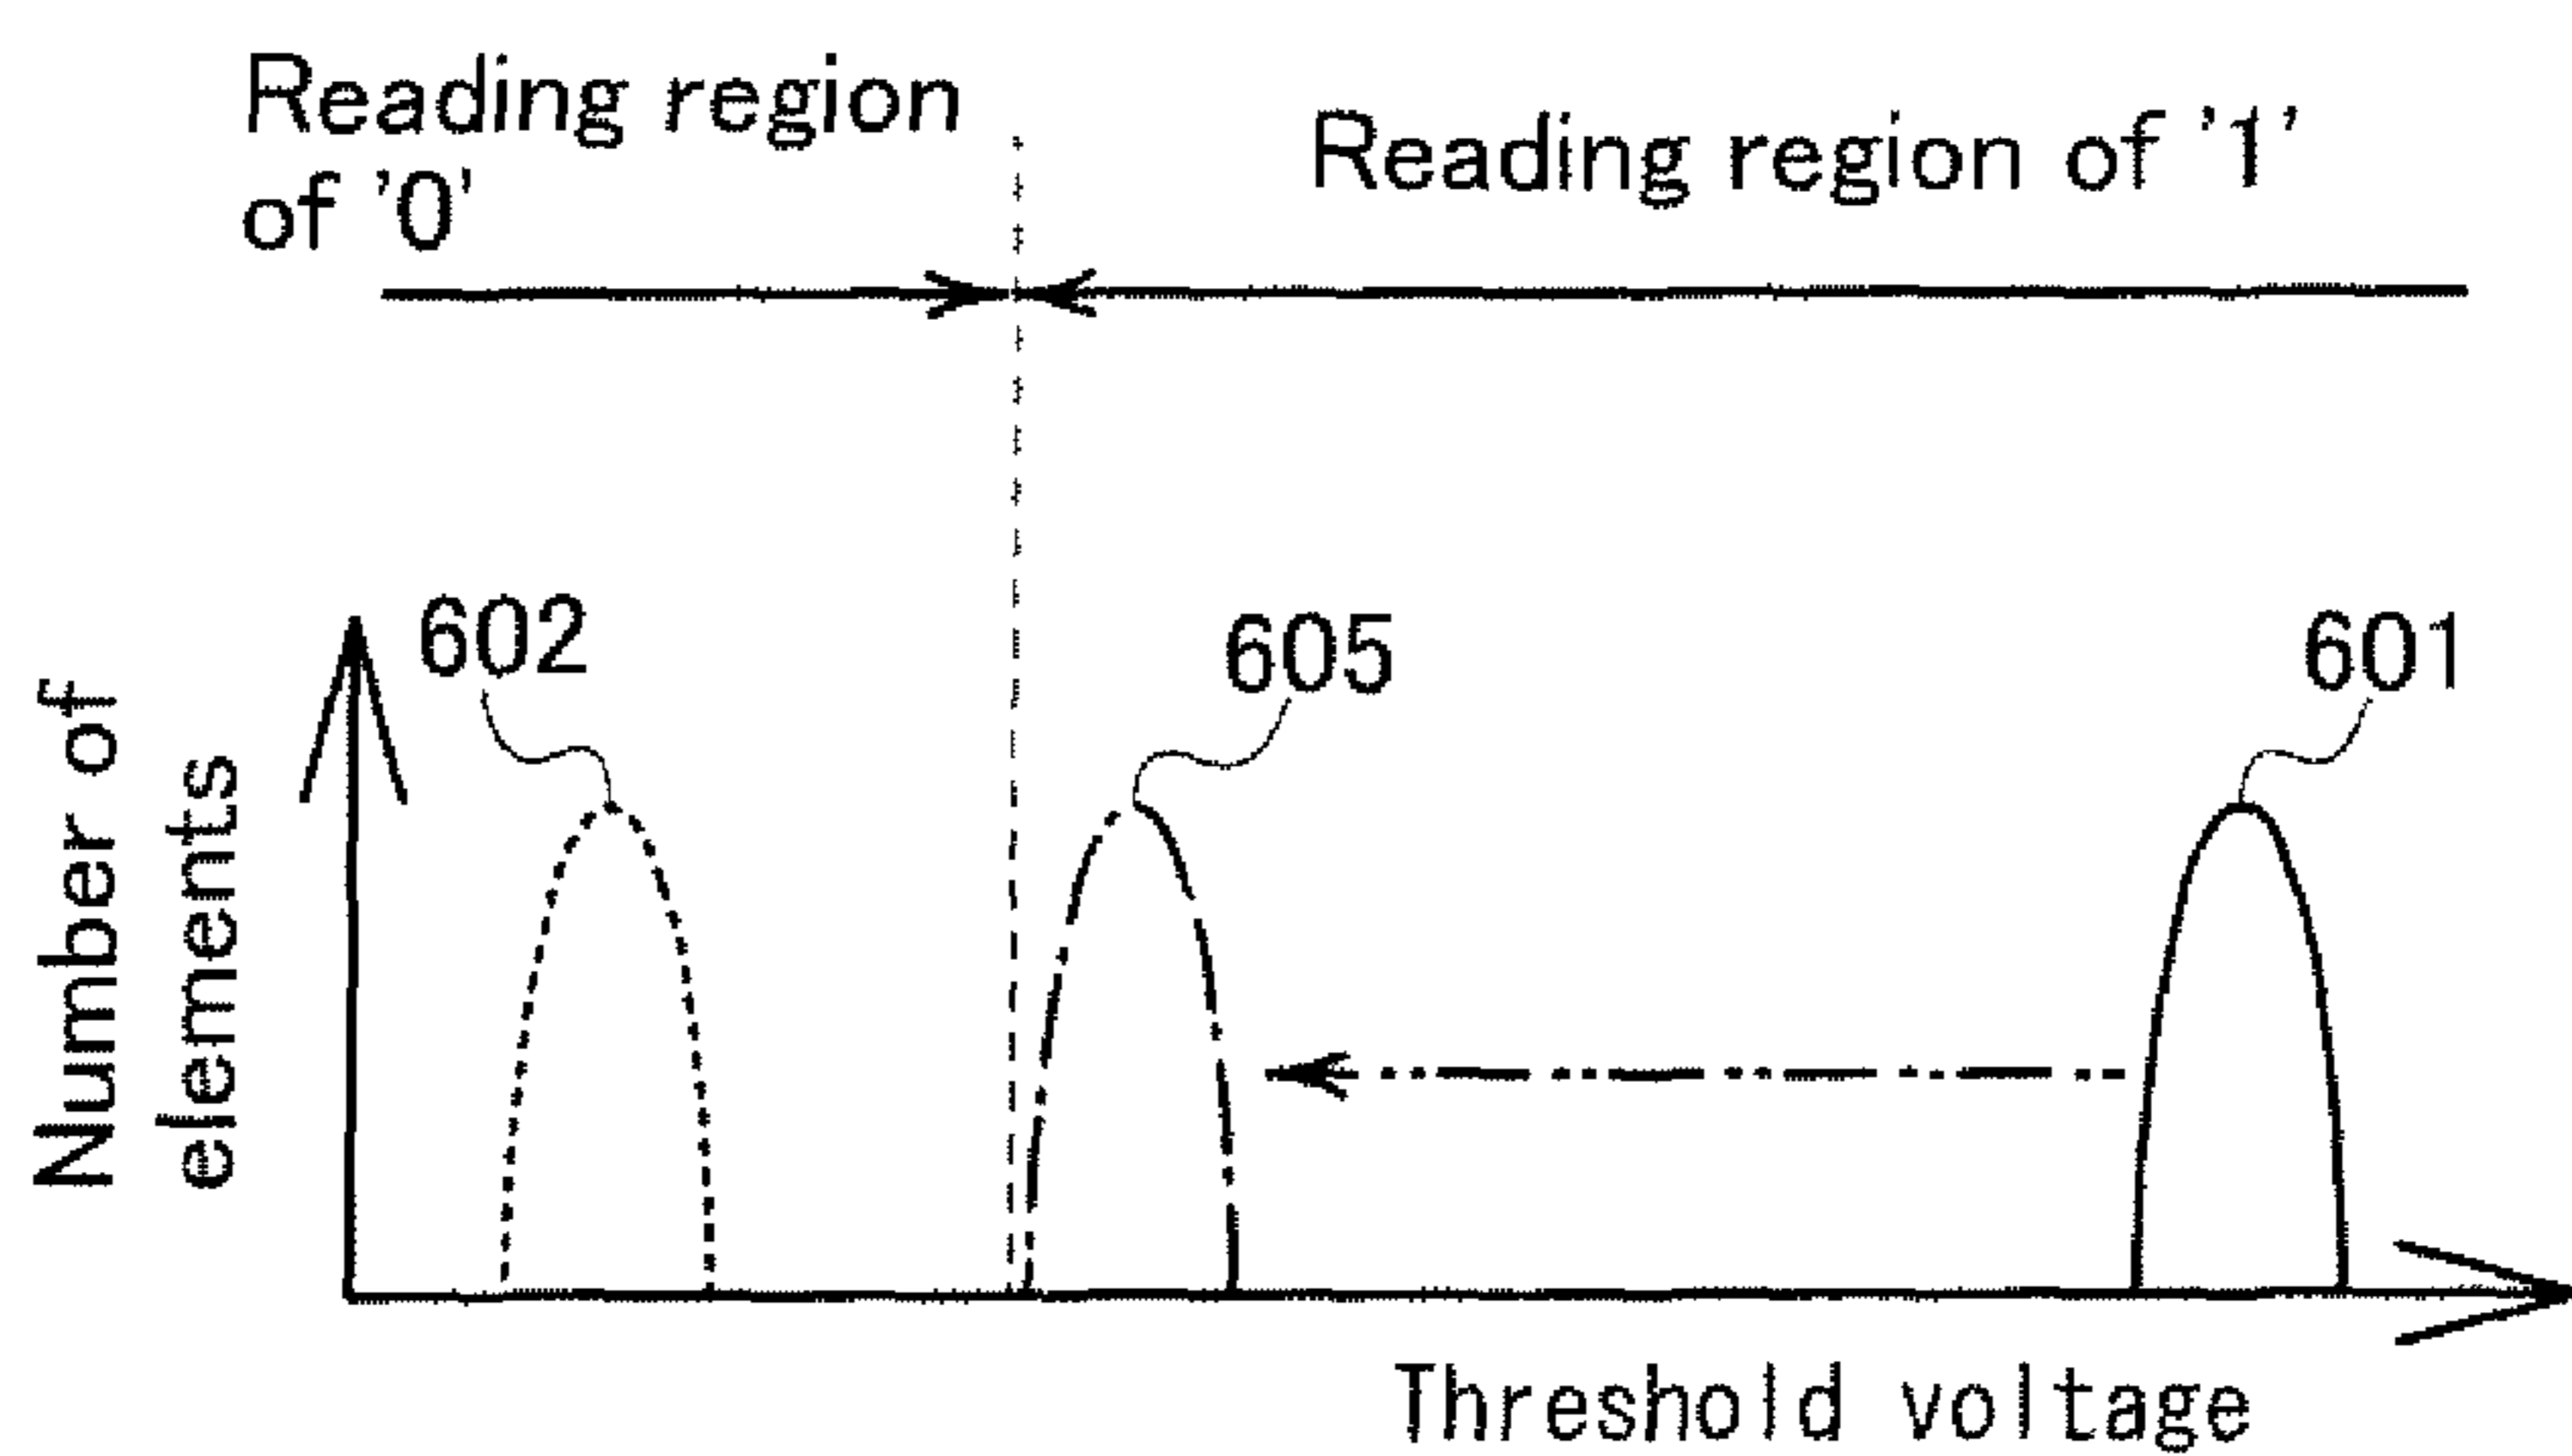 Reading region
of '0'
Reading region of '1'
602
605
601
Number of
elements
Threshold voltage